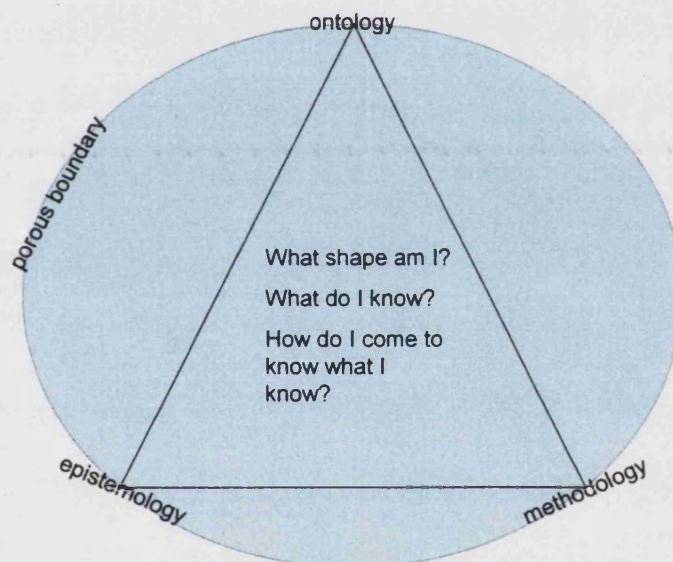 ontology
porous boundary
What shape am I?
What do I know?
How do I come to
know what I
know?
epistemology
methodology